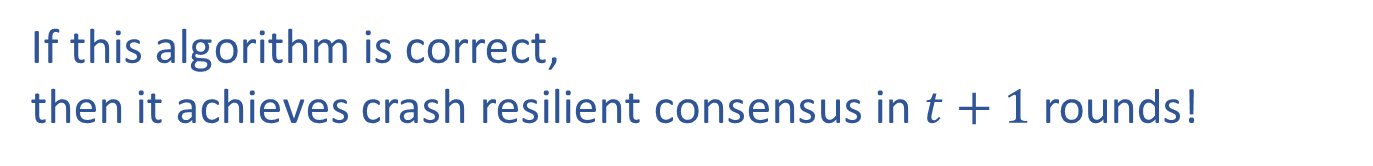 If this algorithm is correct,
then it achieves crash resilient consensus in 𝑡 + 1 rounds!